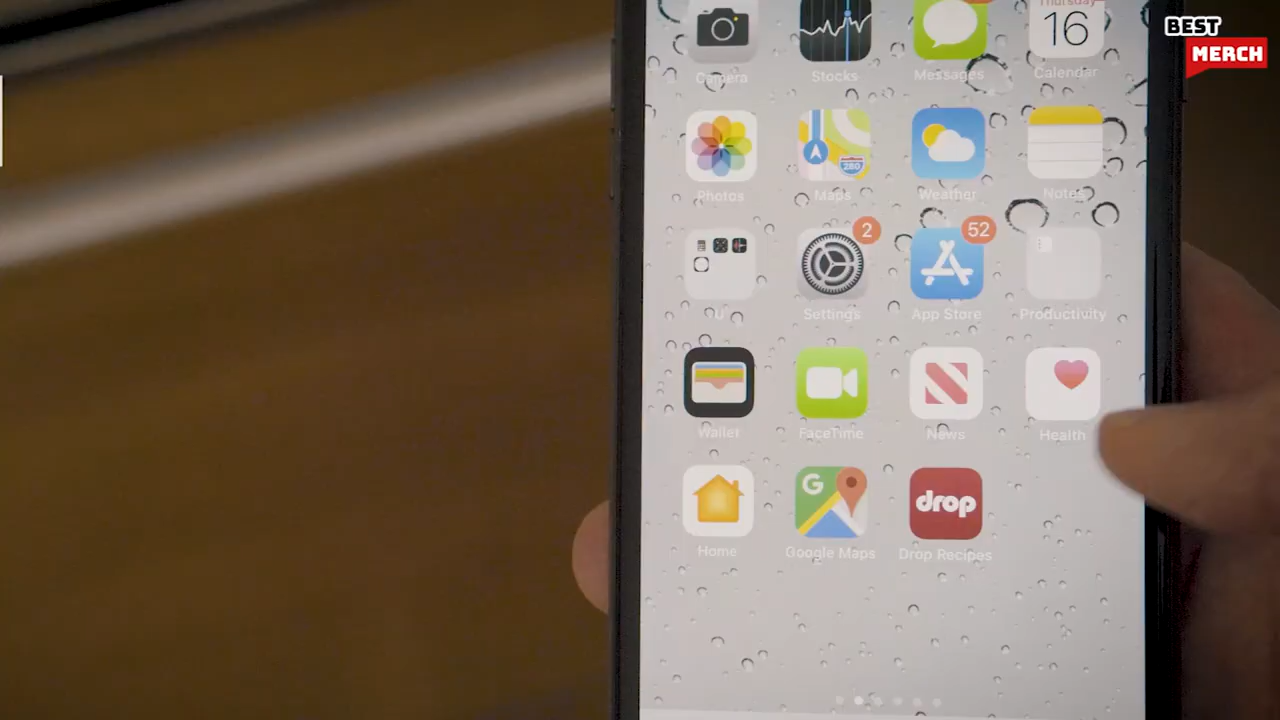 Thursday
16
BEST
MERCH
Camera
Stocks
Messages
Calendar
280
Photos
Maps
Weather
Notes
2
52
Settings
App Store
Productivity
Wallet
FaceTime
News
Health
G
drop
Home
Google Maps
Drop Recipes